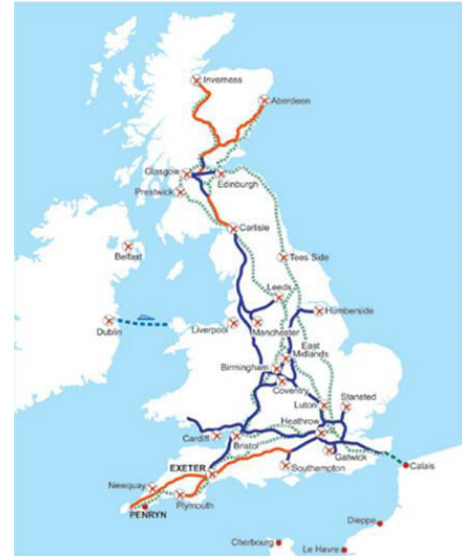 Inverness
Aberdeen
Glasgow
Edinburgh
Prestwick
Carlisle
Belfast
Tees Side
Leeds
Humberside
Dublin
Liverpool
Manchester
East
Midlands
Birmingham
Coventry
Luton
Stansted
Heathrow
Cardiff
Bristol
Gatwick
EXETER
Southampton
Calais
Newquay
Plymouth
PENRYN
Dieppe
Cherbourg
Le Havre